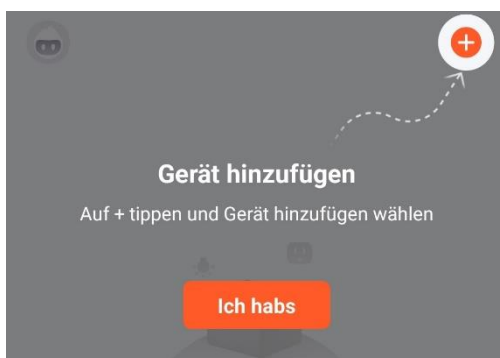 Gerät hinzufügen
Auf + tippen und Gerät hinzufügen wählen
Ich habs